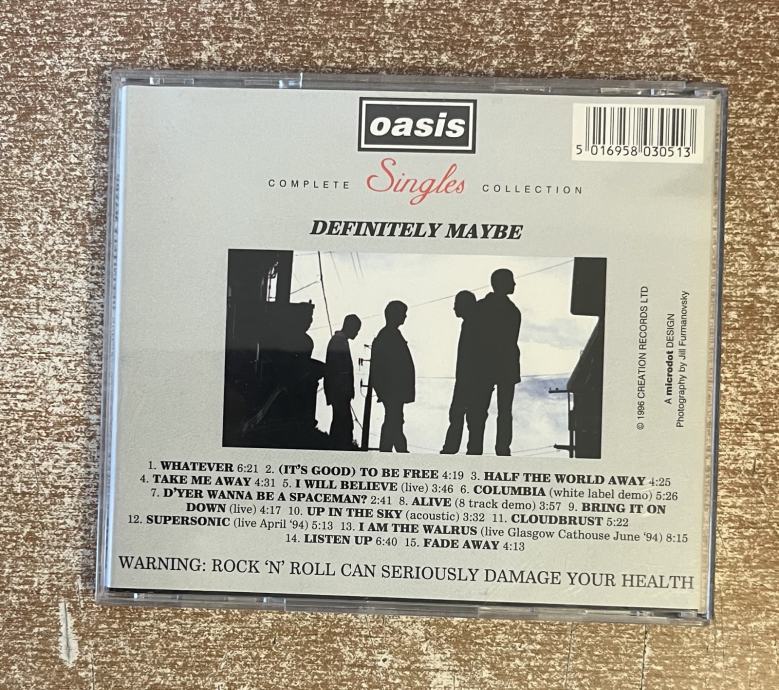 oasis
5 016958 030513
COMPLETE Singles COLLECTION
DEFINITELY MAYBE
© 1996 CREATION RECORDS LTD
A microdot DESIGN
Photography by Jill Furmanovsky
1. WHATEVER 6:21 2. (IT'S GOOD) TO BE FREE 4:19 3. HALF THE WORLD AWAY 4:25
4. TAKE ME AWAY 4:31 5. I WILL BELIEVE (live) 3:46 6. COLUMBIA (white label demo) 5:26
7. D'YER WANNA BE A SPACEMAN? 2:41 8. ALIVE (8 track demo) 3:57 9. BRING IT ON
DOWN (live) 4:17 10. UP IN THE SKY (acoustic) 3:32 11. CLOUDBRUST 5:22
12. SUPERSONIC (live April '94) 5:13 13. I AM THE WALRUS (live Glasgow Cathouse June '94) 8:15
14. LISTEN UP 6:40 15. FADE AWAY 4:13
WARNING: ROCK 'N' ROLL CAN SERIOUSLY DAMAGE YOUR HEALTH